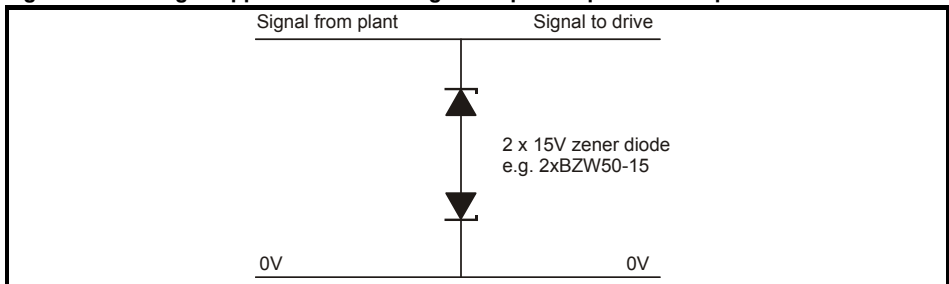 Signal from plant Signal to drive
2 x 15V zener diode
e.g. 2xBZW50-15
0V 0V